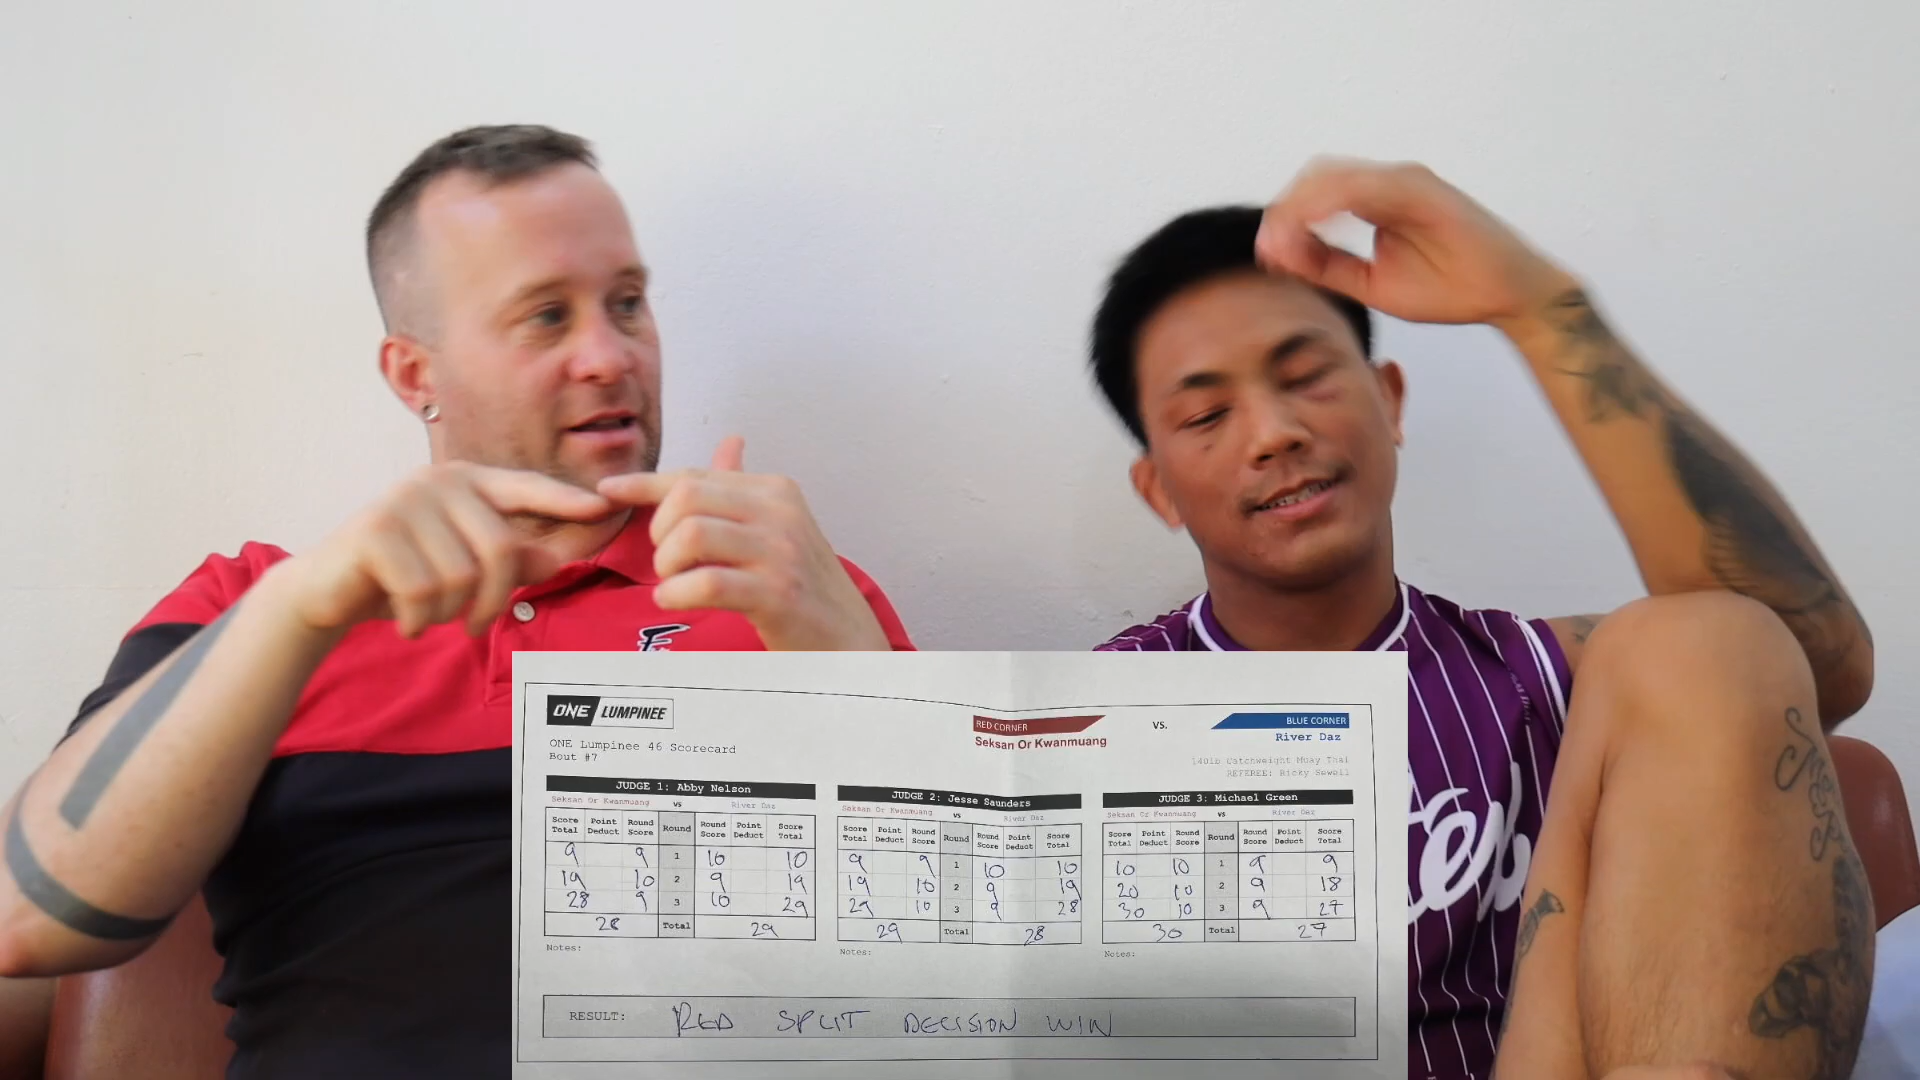 ONE LUMPINEE
ONE Lumpinee 46 Scorecard
Bout #7
RED CORNER VS. BLUE CORNER
Seksan Or Kwanmuang River Daz
140lb Catchweight Muay Thai
REFEREE: Ricky Sewell
JUDGE 1: Abby Nelson
Seksan Or Kwanmuang vs River Daz
Score Total Point Deduct Round Score Round Round Score Point Deduct Score Total
9 9 1 10 10
19 10 2 9 19
28 9 3 10 29
28 Total 29
Notes:
JUDGE 2: Jesse Saunders
Seksan Or Kwanmuang vs River Daz
Score Total Point Deduct Round Score Round Round Score Point Deduct Score Total
9 9 1 10 10
19 10 2 9 19
29 10 3 9 28
29 Total 28
Notes:
JUDGE 3: Michael Green
Seksan Or Kwanmuang vs River Daz
Score Total Point Deduct Round Score Round Round Score Point Deduct Score Total
10 10 1 9 9
20 10 2 9 18
30 10 3 9 27
30 Total 27
Notes:
RESULT: RED SPLIT DECISION WIN